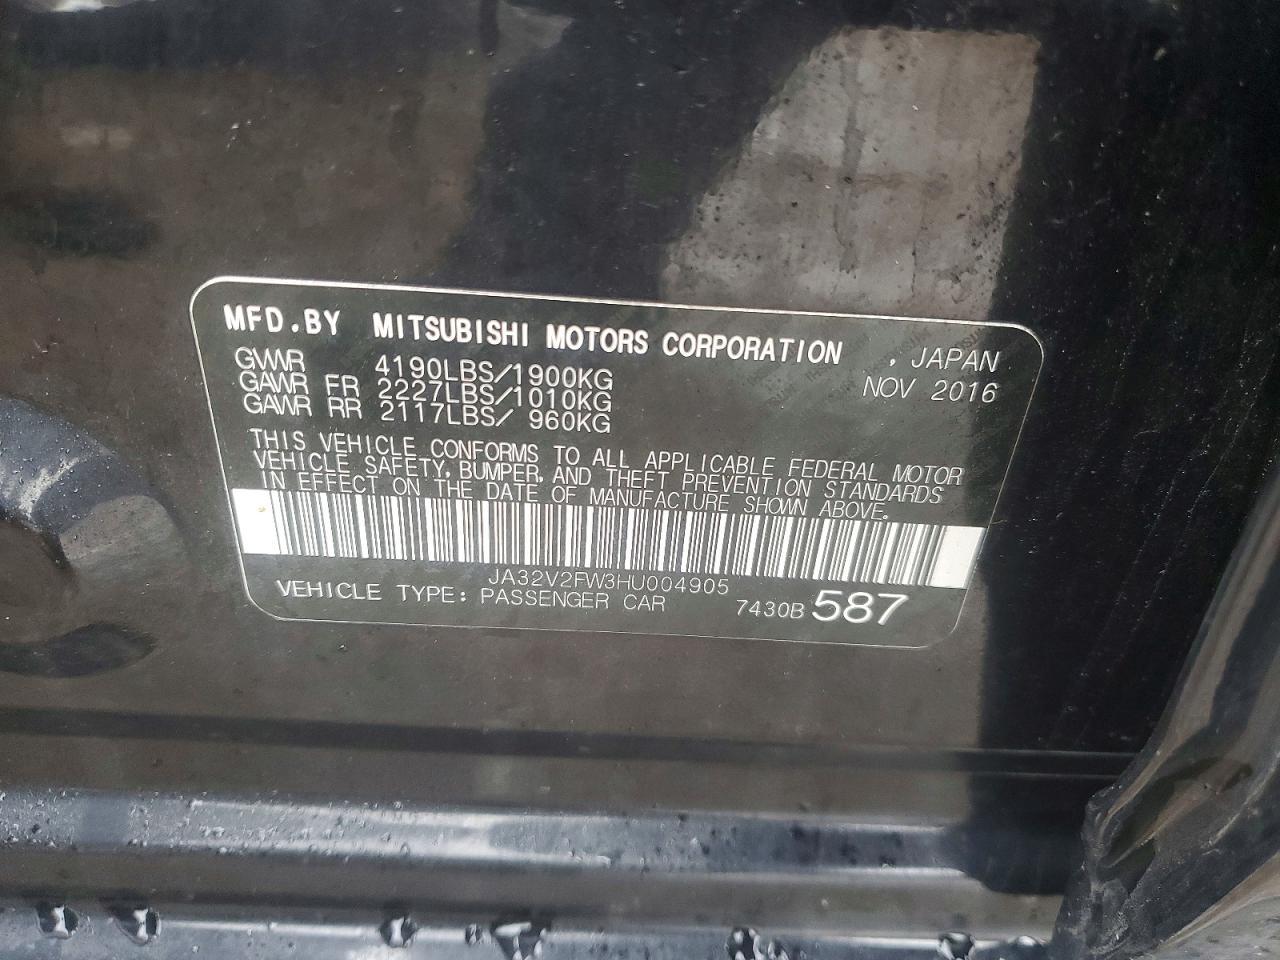 MFD.BY MITSUBISHI MOTORS CORPORATION , JAPAN
GVWR 4190LBS/1900KG NOV 2016
GAWR FR 2227LBS/1010KG
GAWR RR 2117LBS/ 960KG
THIS VEHICLE CONFORMS TO ALL APPLICABLE FEDERAL MOTOR
VEHICLE SAFETY, BUMPER, AND THEFT PREVENTION STANDARDS
IN EFFECT ON THE DATE OF MANUFACTURE SHOWN ABOVE.
JA32V2FW3HU004905
VEHICLE TYPE: PASSENGER CAR 7430B 587